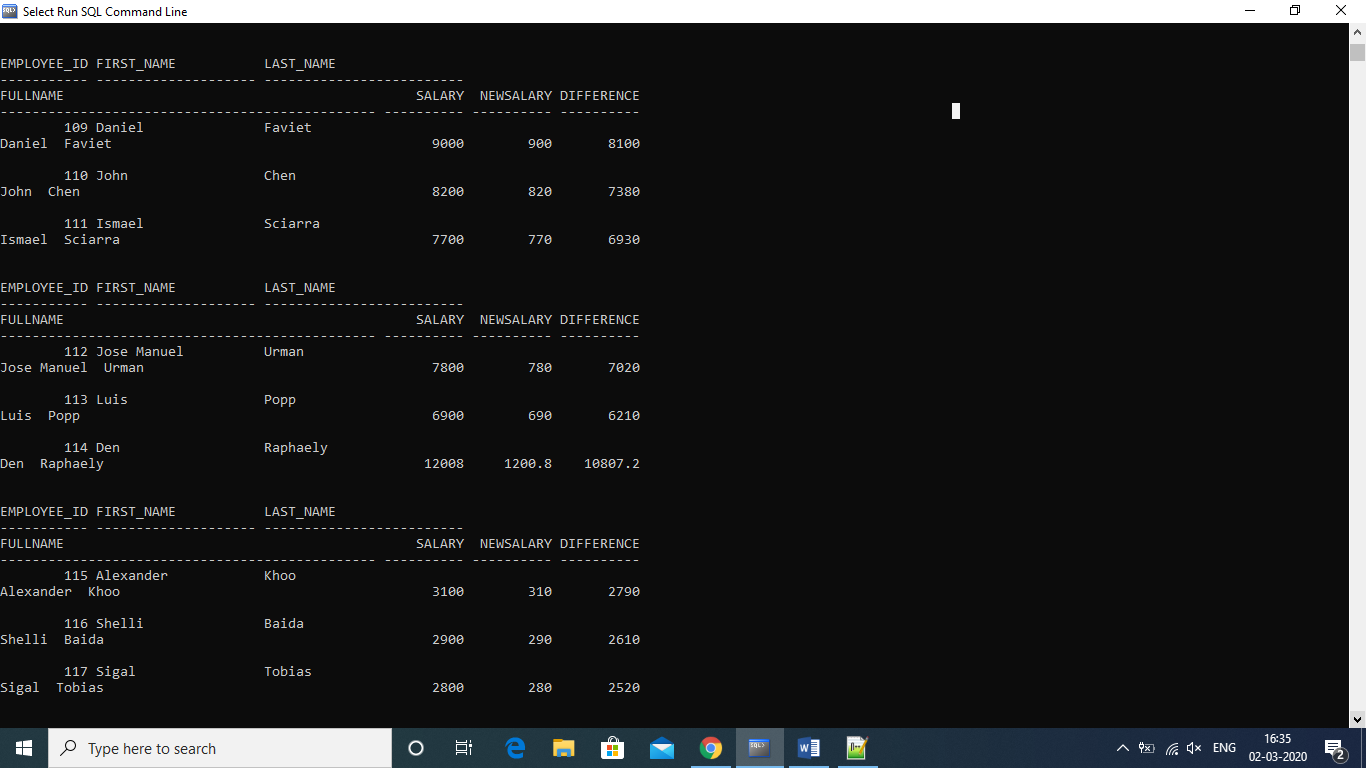 Select Run SQL Command Line
EMPLOYEE_ID FIRST_NAME           LAST_NAME
----------- -------------------- -------------------------
FULLNAME                                            SALARY  NEWSALARY DIFFERENCE
----------------------------------------------- ---------- ---------- ----------
        109 Daniel               Faviet
Daniel  Faviet                                        9000        900       8100
        110 John                 Chen
John  Chen                                            8200        820       7380
        111 Ismael               Sciarra
Ismael  Sciarra                                       7700        770       6930
EMPLOYEE_ID FIRST_NAME           LAST_NAME
----------- -------------------- -------------------------
FULLNAME                                            SALARY  NEWSALARY DIFFERENCE
----------------------------------------------- ---------- ---------- ----------
        112 Jose Manuel          Urman
Jose Manuel  Urman                                    7800        780       7020
        113 Luis                 Popp
Luis  Popp                                            6900        690       6210
        114 Den                  Raphaely
Den  Raphaely                                        12008     1200.8    10807.2
EMPLOYEE_ID FIRST_NAME           LAST_NAME
----------- -------------------- -------------------------
FULLNAME                                            SALARY  NEWSALARY DIFFERENCE
----------------------------------------------- ---------- ---------- ----------
        115 Alexander            Khoo
Alexander  Khoo                                       3100        310       2790
        116 Shelli               Baida
Shelli  Baida                                         2900        290       2610
        117 Sigal                Tobias
Sigal  Tobias                                         2800        280       2520
Type here to search
ENG
16:35
02-03-2020
2